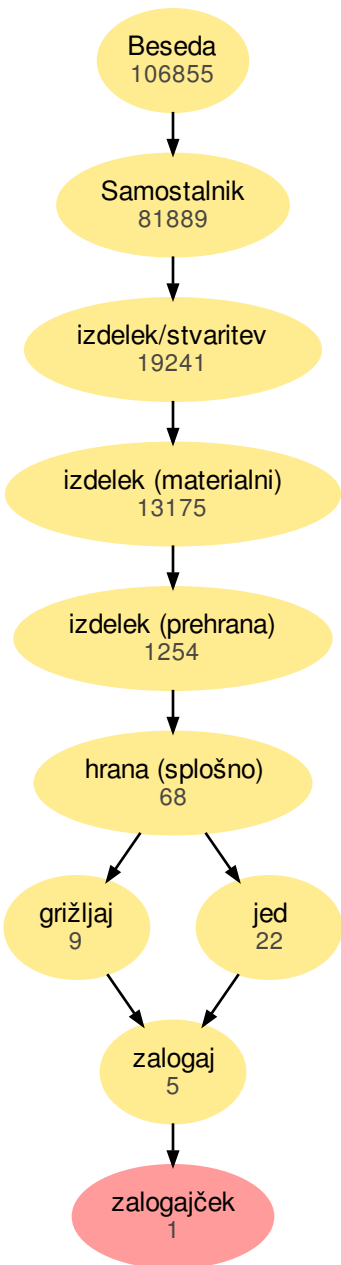 Beseda
106855
Samostalnik
81889
izdelek/stvaritev
19241
izdelek (materialni)
13175
izdelek (prehrana)
1254
hrana (splošno)
68
grižljaj
9
jed
22
zalogaj
5
zalogajček
1